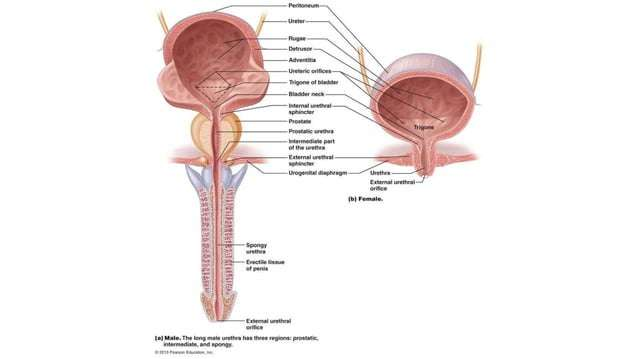 Peritoneum
Ureter
Rugae
Detrusor
Adventitia
Ureteric orifices
Trigone of bladder
Bladder neck
Internal urethral
sphincter
Prostate
Prostatic urethra
Intermediate part
of the urethra
External urethral
sphincter
Urogenital diaphragm
Trigone
Urethra
External urethral
orifice
(b) Female.
Spongy
urethra
Erectile tissue
of penis
External urethral
orifice
(a) Male. The long male urethra has three regions: prostatic,
intermediate, and spongy.
© 2013 Pearson Education, Inc.